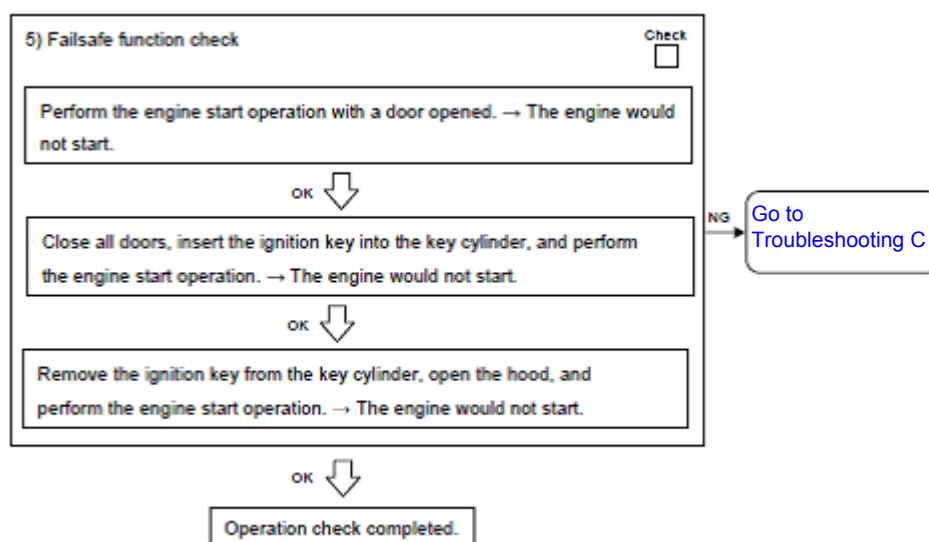 5) Failsafe function check
Check
Perform the engine start operation with a door opened. → The engine would
not start.
OK
Close all doors, insert the ignition key into the key cylinder, and perform
the engine start operation. → The engine would not start.
NG
Go to
Troubleshooting C
OK
Remove the ignition key from the key cylinder, open the hood, and
perform the engine start operation. → The engine would not start.
OK
Operation check completed.